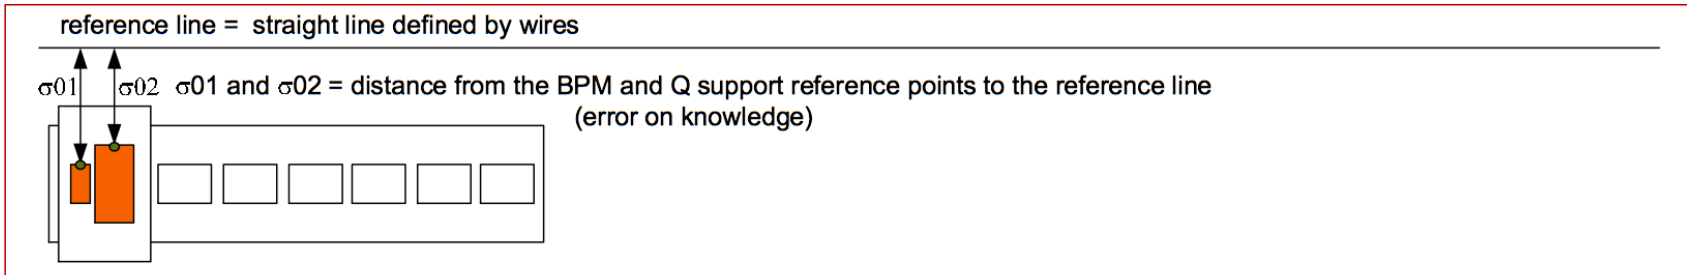 reference line =  straight line defined by wires
σ01 σ02 σ01 and σ02 = distance from the BPM and Q support reference points to the reference line
(error on knowledge)